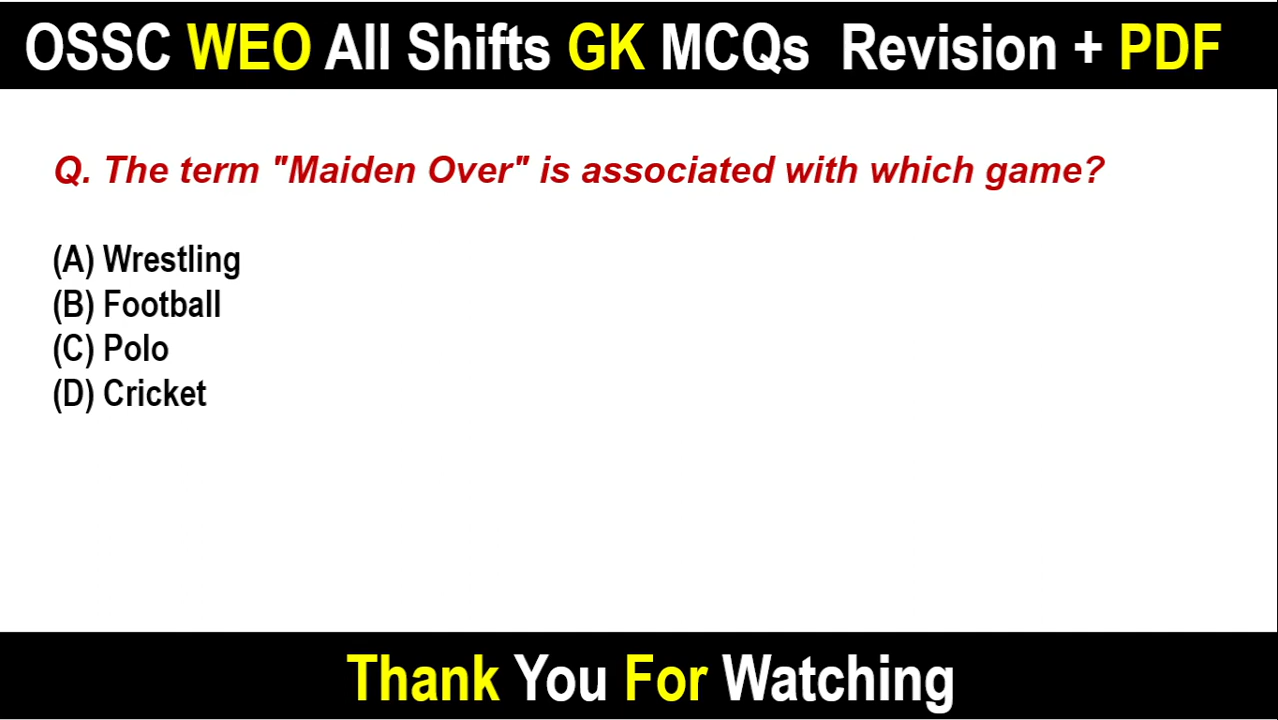 OSSC WEO All Shifts GK MCQs Revision + PDF
Q. The term "Maiden Over" is associated with which game?
(A) Wrestling
(B) Football
(C) Polo
(D) Cricket
Thank You For Watching